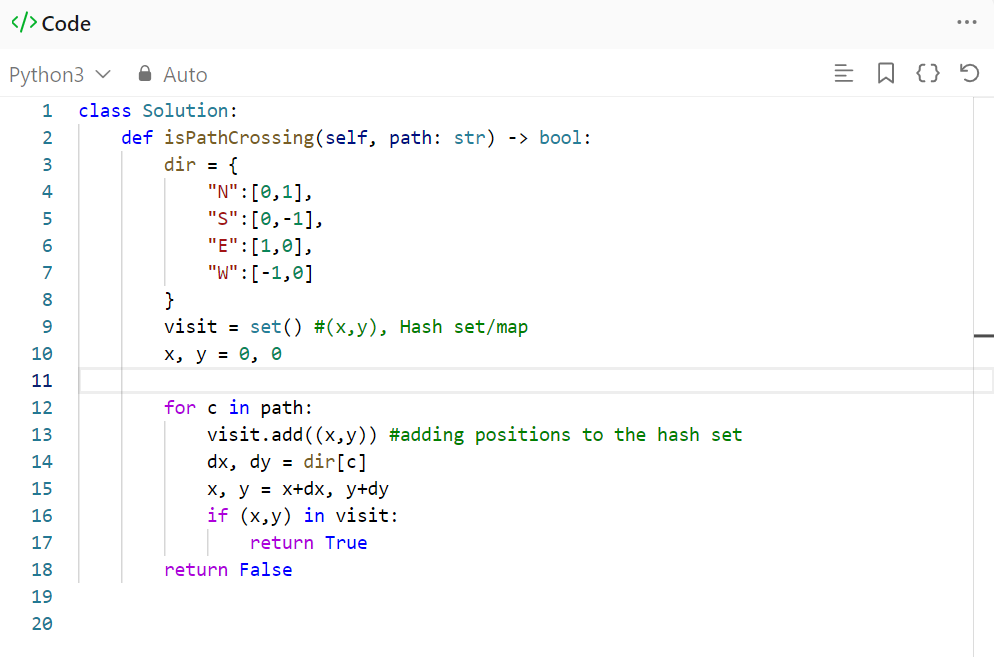 </> Code
Python3 Auto
1 class Solution:
2     def isPathCrossing(self, path: str) -> bool:
3         dir = {
4             "N":[0,1],
5             "S":[0,-1],
6             "E":[1,0],
7             "W":[-1,0]
8         }
9         visit = set() #(x,y), Hash set/map
10         x, y = 0, 0
11
12         for c in path:
13             visit.add((x,y)) #adding positions to the hash set
14             dx, dy = dir[c]
15             x, y = x+dx, y+dy
16             if (x,y) in visit:
17                 return True
18         return False
19
20